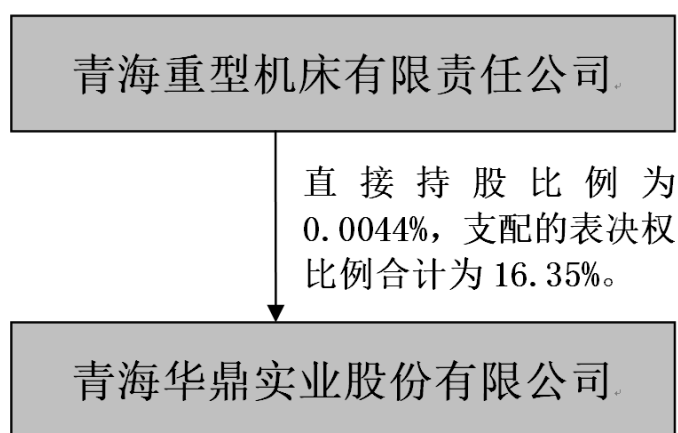 青海重型机床有限责任公司
直接持股比例为
0.0044%，支配的表决权
比例合计为 16.35%。
青海华鼎实业股份有限公司